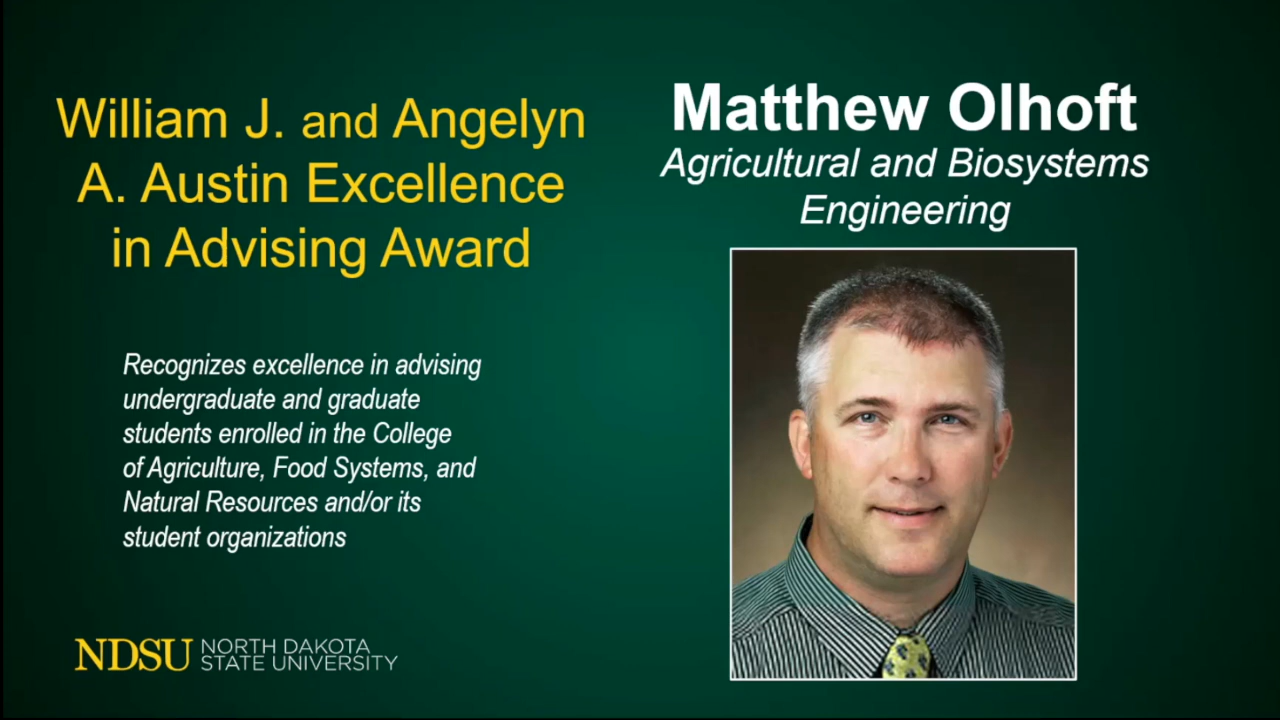 William J. and Angelyn
A. Austin Excellence
in Advising Award
Matthew Olhoft
Agricultural and Biosystems
Engineering
Recognizes excellence in advising
undergraduate and graduate
students enrolled in the College
of Agriculture, Food Systems, and
Natural Resources and/or its
student organizations
NDSU NORTH DAKOTA
STATE UNIVERSITY